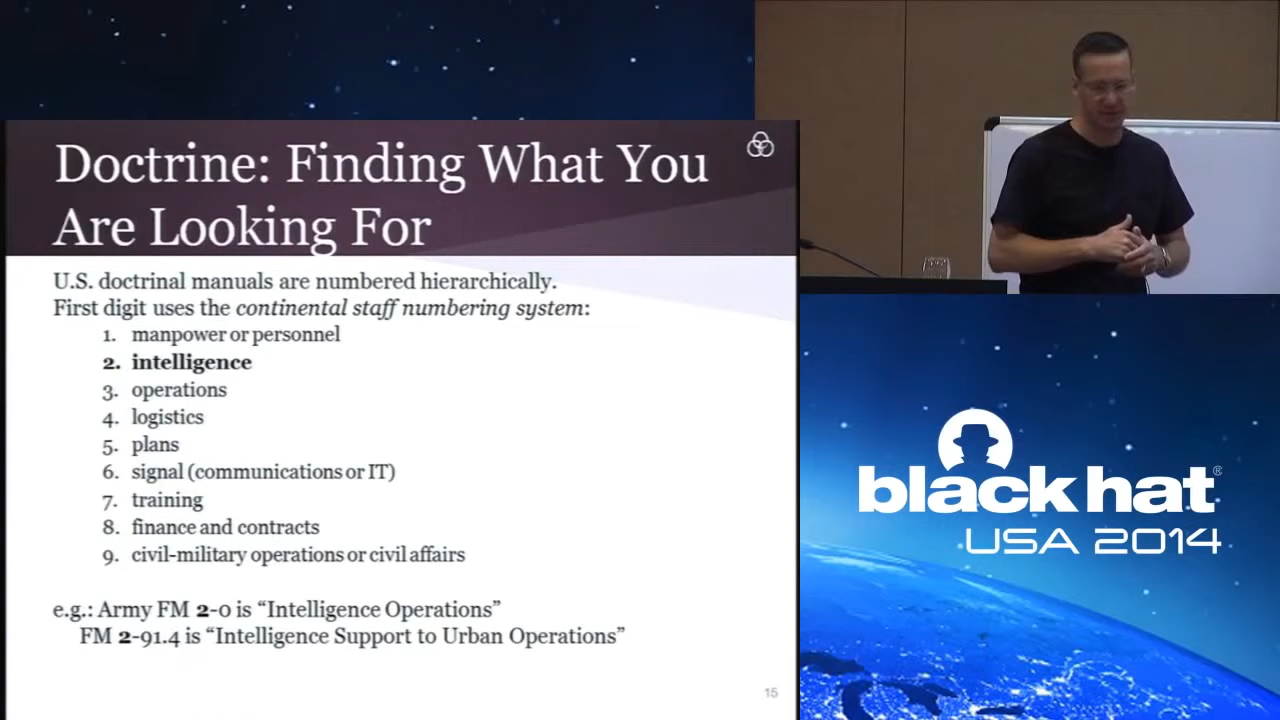 Doctrine: Finding What You
Are Looking For
U.S. doctrinal manuals are numbered hierarchically.
First digit uses the continental staff numbering system:
1. manpower or personnel
2. intelligence
3. operations
4. logistics
5. plans
6. signal (communications or IT)
7. training
8. finance and contracts
9. civil-military operations or civil affairs
e.g.: Army FM 2-0 is “Intelligence Operations”
FM 2-91.4 is “Intelligence Support to Urban Operations”
15
black hat®
USA 2014